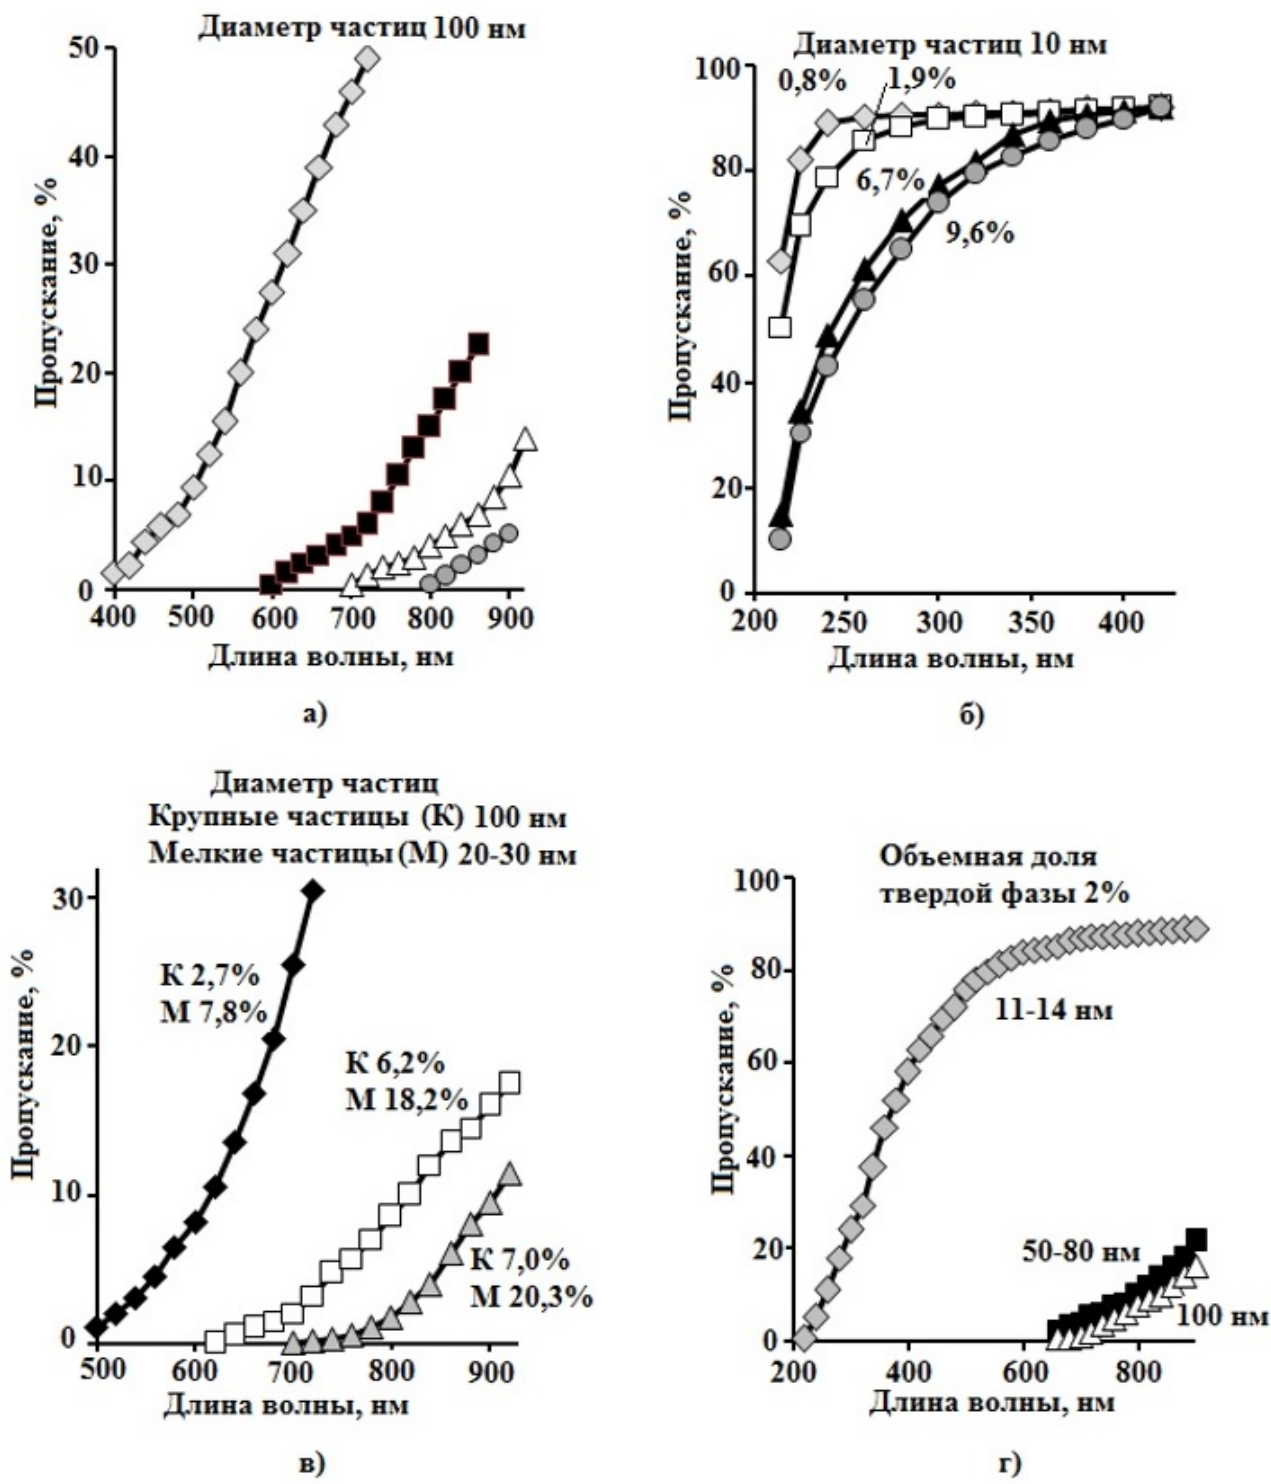 Диаметр частиц 100 нм
50
40
30
20
10
0
Пропускание, %
400 500 600 700 800 900
Длина волны, нм
а)
Диаметр частиц 10 нм
0,8% 1,9%
6,7%
9,6%
100
80
60
40
20
0
Пропускание, %
200 250 300 350 400
Длина волны, нм
б)
Диаметр частиц
Крупные частицы (К) 100 нм
Мелкие частицы (М) 20-30 нм
30
20
10
0
Пропускание, %
К 2,7%
М 7,8%
К 6,2%
М 18,2%
К 7,0%
М 20,3%
500 600 700 800 900
Длина волны, нм
в)
Объемная доля
твердой фазы 2%
100
80
60
40
20
0
Пропускание, %
11-14 нм
50-80 нм
100 нм
200 400 600 800
Длина волны, нм
г)